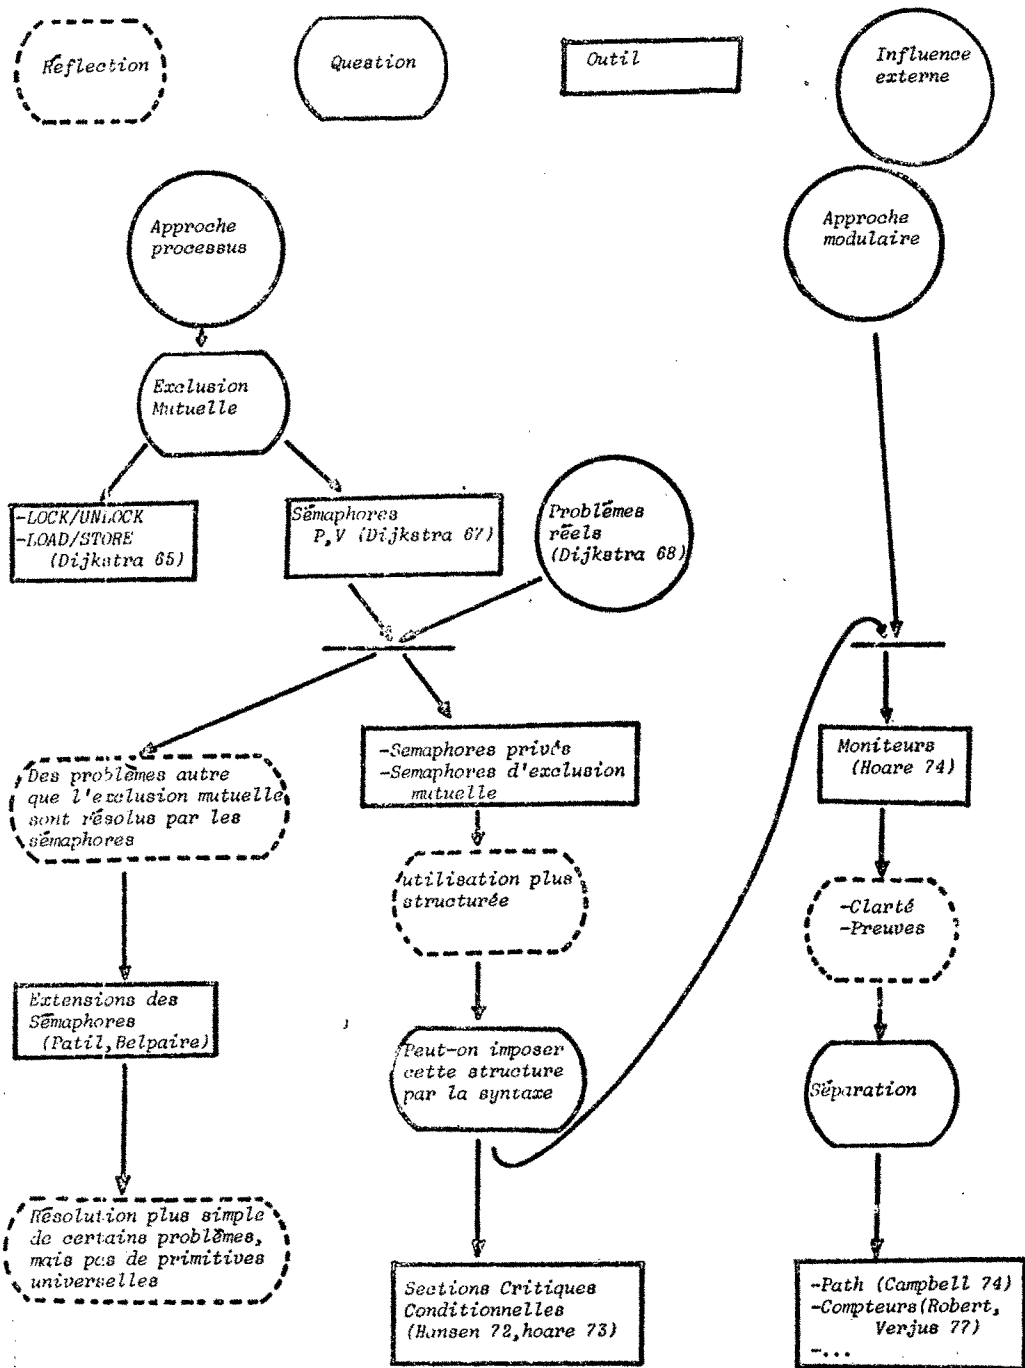 Réflection
Question
Outil
Influence
externe
Approche
processus
Approche
modulaire
Exclusion
Mutuelle
-LOCK/UNLOCK
-LOAD/STORE
(Dijkstra 65)
Sémaphores
P,V (Dijkstra 67)
Problèmes
réels
(Dijkstra 68)
Des problèmes autre
que l'exclusion mutuelle
sont résolus par les
sémaphores
-Semaphores privés
-Semaphores d'exclusion
mutuelle
Moniteurs
(Hoare 74)
utilisation plus
structurée
-Clarté
-Preuves
Extensions des
Sémaphores
(Patil,Belpaire)
Peut-on imposer
cette structure
par la syntaxe
Séparation
Résolution plus simple
de certains problèmes,
mais pas de primitives
universelles
Sections Critiques
Conditionnelles
(Hansen 72,hoare 73)
-Path (Campbell 74)
-Compteurs(Robert,
Verjus 77)
-...